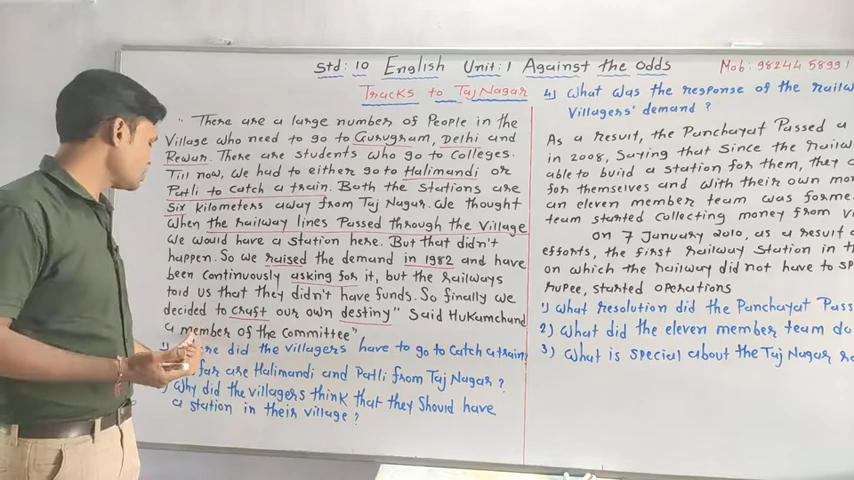 Std: 10 English Unit: 1 Against the odds
Mob: 98244 58991
Tracks to Taj Nagar
" There are a large number of People in the
Village who need to go to Gurugram, Delhi and
Rewari. There are students who go to Colleges.
Till now, we had to either go to Halimandi or
Patli to Catch a train. Both the Stations are
Six kilometers away from Taj Nagar. We thought
When the railway lines Passed through the Village
We would have a station here. But that didn't
happen. So we raised the demand in 1982 and have
been Continuously asking for it, but the railways
told us that they didn't have funds. So finally we
decided to craft our own destiny" Said Hukamchand
a member of the Committee"
did the villagers have to go to Catch a train?
far are Halimandi and Patli from Taj Nagar ?
Why did the villagers think that they Should have
a station in their village ?
4) What was the response of the
Villagers' demand ?
As a result, the Panchayat Passed a
in 2008, Saying that Since the
able to build a station for them, they
for themselves and with their own
an eleven member team was
team started Collecting money from
on 7 January 2010, as a result
efforts, the first railway Station in
on which the railway did not have to
rupee, started operations
1) What resolution did the Panchayat Pass
2) What did the eleven member team do
3) What is special about the Taj Nagar